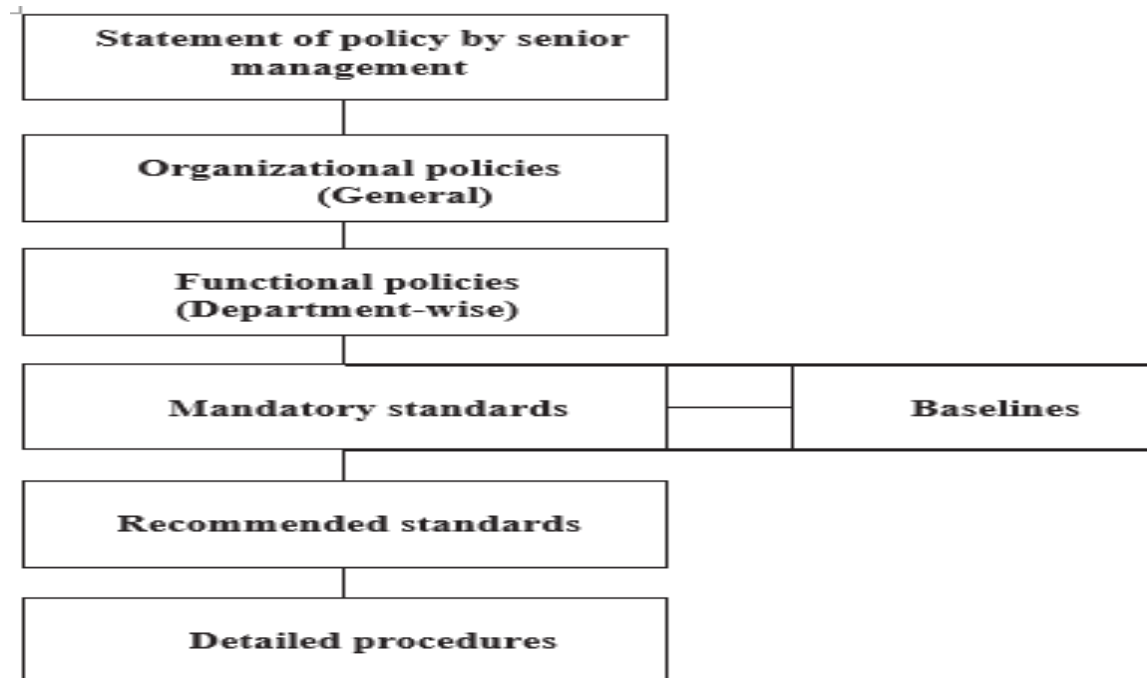 Statement of policy by senior
management
Organizational policies
(General)
Functional policies
(Department-wise)
Mandatory standards
Baselines
Recommended standards
Detailed procedures